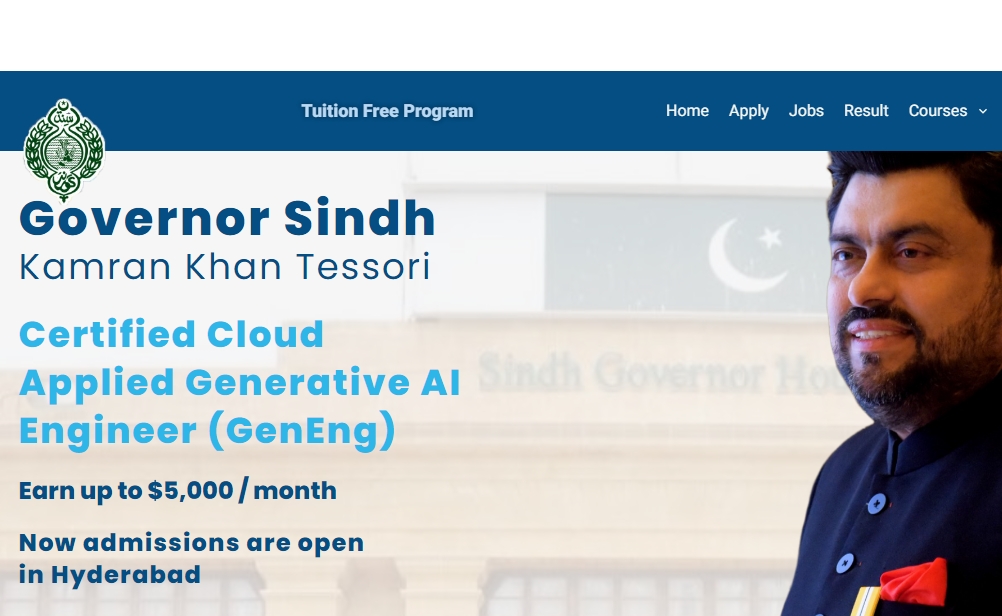 Tuition Free Program
Home Apply Jobs Result Courses
Governor Sindh
Kamran Khan Tessori
Certified Cloud
Applied Generative AI
Engineer (GenEng)
Sindh Governor
Earn up to $5,000 / month
Now admissions are open
in Hyderabad